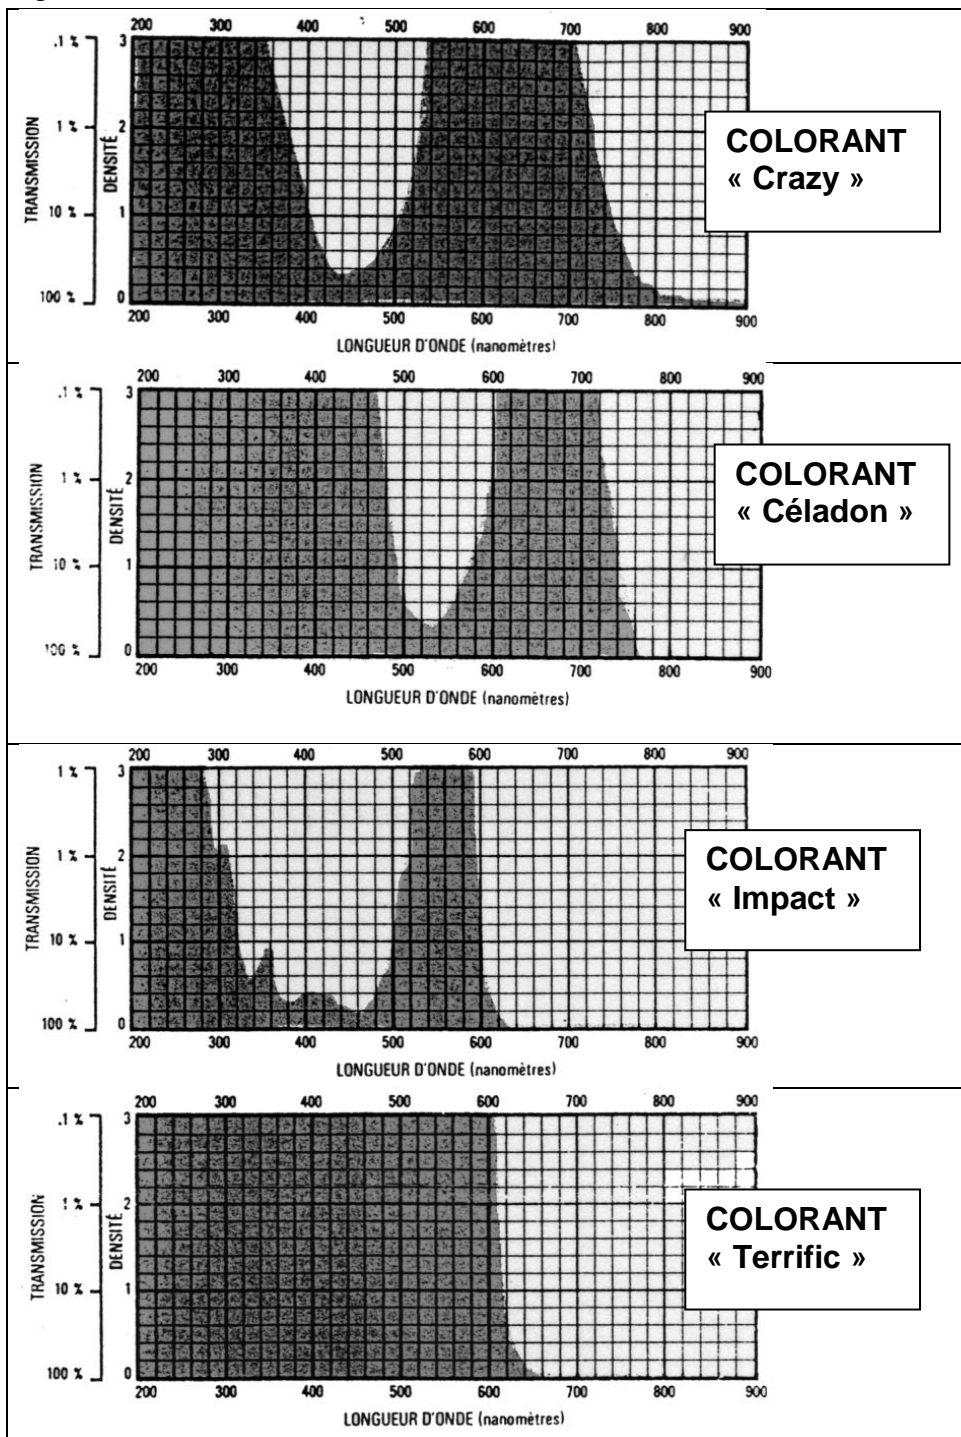 200 300 400 500 600 700 800 900
.1 % 3
1 % 2
10 % 1
100 % 0
TRANSMISSION
DENSITÉ
200 300 400 500 600 700 800 900
LONGUEUR D'ONDE (nanomètres)
COLORANT
« Crazy »
200 300 400 500 600 700 800 900
.1 % 3
1 % 2
10 % 1
100 % 0
TRANSMISSION
DENSITÉ
200 300 400 500 600 700 800 900
LONGUEUR D'ONDE (nanomètres)
COLORANT
« Céladon »
200 300 400 500 600 700 800 900
1 % 3
1 % 2
10 % 1
100 % 0
TRANSMISSION
DENSITÉ
200 300 400 500 600 700 800 900
LONGUEUR D'ONDE (nanomètres)
COLORANT
« Impact »
200 300 400 500 600 700 800 900
.1 % 3
1 % 2
10 % 1
100 % 0
TRANSMISSION
DENSITÉ
200 300 400 500 600 700 800 900
LONGUEUR D'ONDE (nanomètres)
COLORANT
« Terrific »